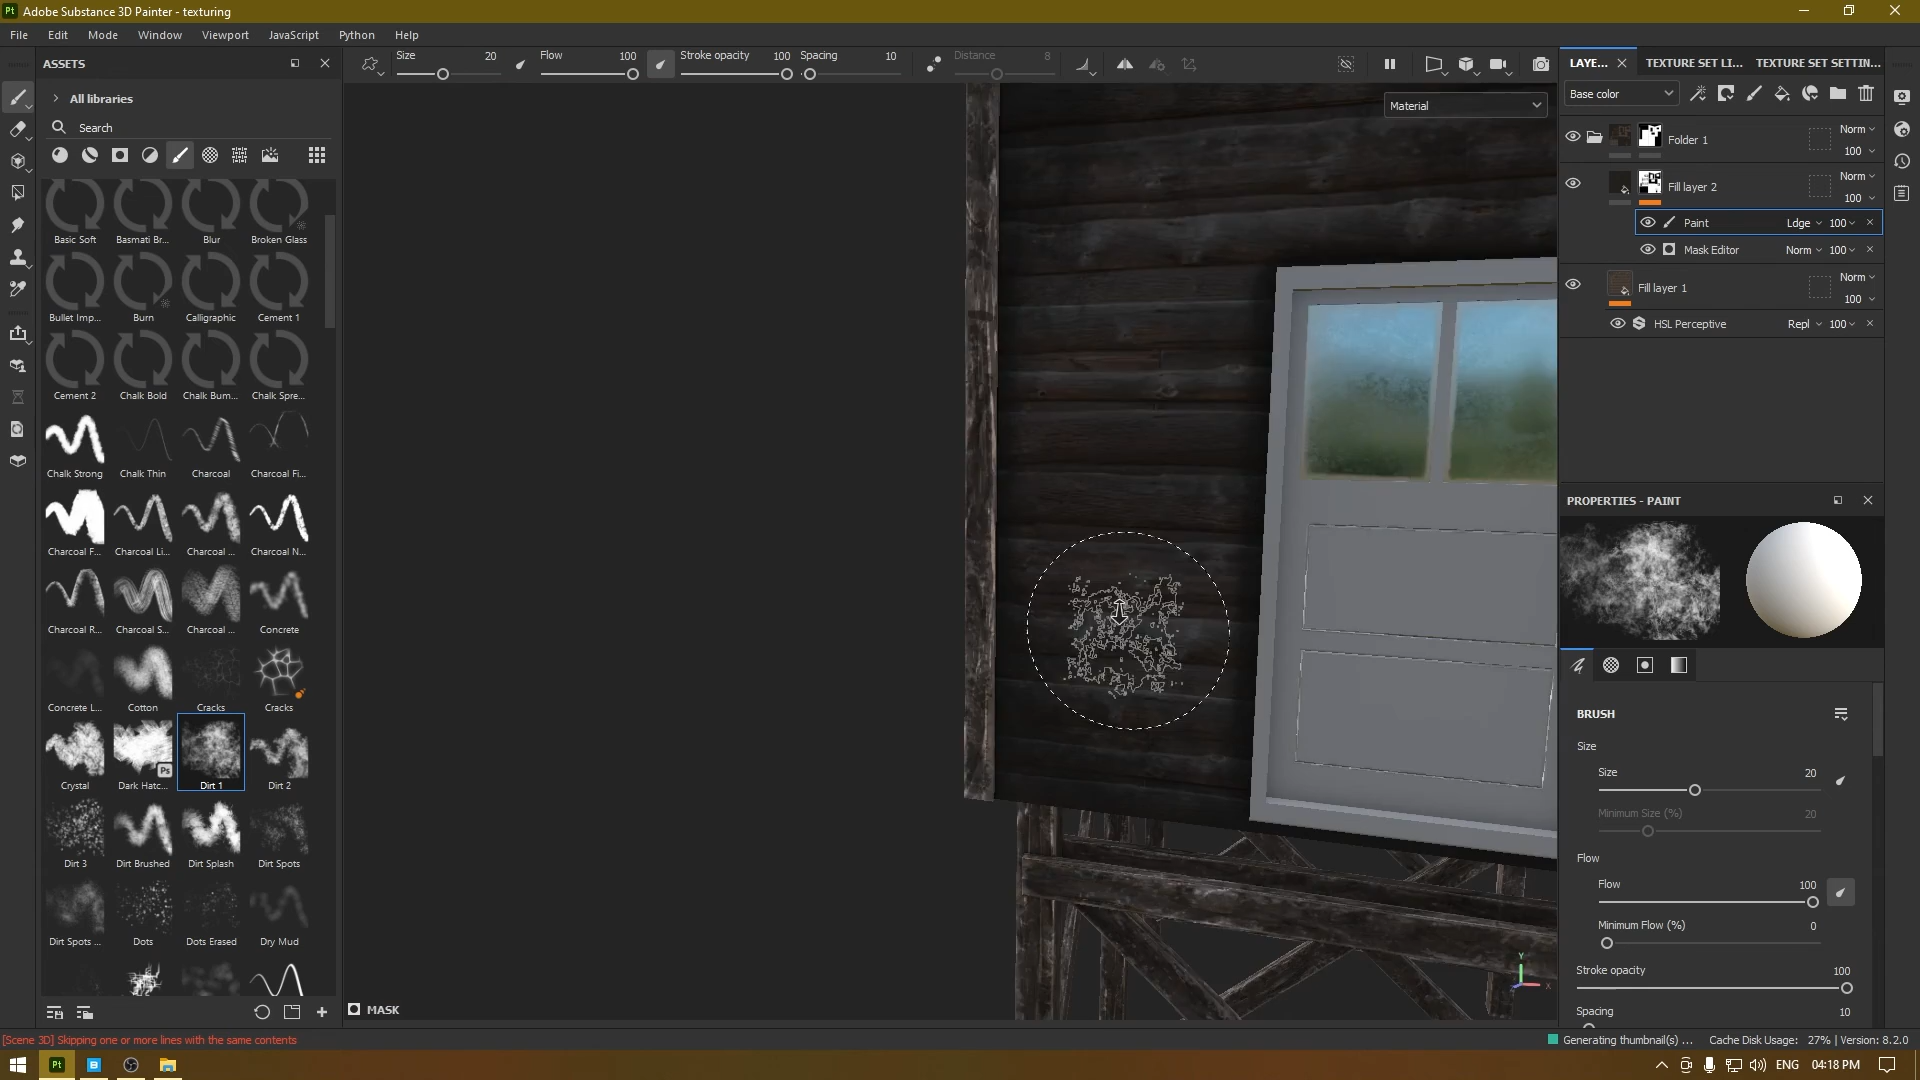 Adobe Substance 3D Painter - texturing
File Edit Mode Window Viewport JavaScript Python Help
ASSETS
All libraries
Search
Basic Soft Basmati Br... Blur Broken Glass
Bullet Imp... Burn Calligraphic Cement 1
Cement 2 Chalk Bold Chalk Bum... Chalk Spre...
Chalk Strong Chalk Thin Charcoal Charcoal Fi...
Charcoal F... Charcoal Li... Charcoal ... Charcoal N...
Charcoal R... Charcoal S... Charcoal ... Concrete
Concrete L... Cotton Cracks Cracks
Crystal Dark Hatc... Dirt 1 Dirt 2
Ps
Dirt 3 Dirt Brushed Dirt Splash Dirt Spots
Dirt Spots ... Dots Dots Erased Dry Mud
Size 20 Flow 100 Stroke opacity 100 Spacing 10 Distance 8
Material
MASK
Y
X
LAYE... TEXTURE SET LI... TEXTURE SET SETTIN...
Base color
Folder 1 Norm 100
Fill layer 2 Norm 100
Paint Ldge 100
Mask Editor Norm 100
Fill layer 1 Norm 100
HSL Perceptive Repl 100
PROPERTIES - PAINT
BRUSH
Size
Size 20
Minimum Size (%) 20
Flow
Flow 100
Minimum Flow (%) 0
Stroke opacity 100
Spacing 10
[Scene 3D] Skipping one or more lines with the same contents
Generating thumbnail(s) ... Cache Disk Usage: 27% | Version: 8.2.0
Pt
ENG 04:18 PM